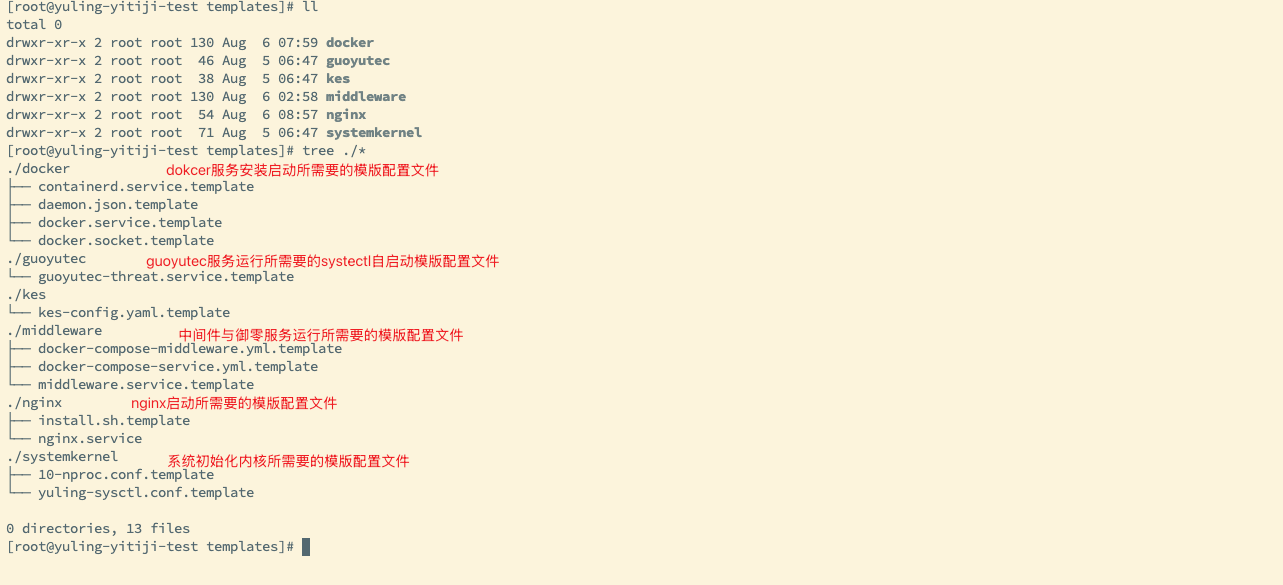 [root@yuling-yitiji-test templates]# ll
total 0
drwxr-xr-x 2 root root 130 Aug  6 07:59 docker
drwxr-xr-x 2 root root  46 Aug  5 06:47 guoyutec
drwxr-xr-x 2 root root  38 Aug  5 06:47 kes
drwxr-xr-x 2 root root 130 Aug  6 02:58 middleware
drwxr-xr-x 2 root root  54 Aug  6 08:57 nginx
drwxr-xr-x 2 root root  71 Aug  5 06:47 systemkernel
[root@yuling-yitiji-test templates]# tree ./*
./docker dokcer服务安装启动所需要的模版配置文件
├── containerd.service.template
├── daemon.json.template
├── docker.service.template
└── docker.socket.template
./guoyutec guoyutec服务运行所需要的systectl自启动模版配置文件
└── guoyutec-threat.service.template
./kes
└── kes-config.yaml.template
./middleware 中间件与御零服务运行所需要的模版配置文件
├── docker-compose-middleware.yml.template
├── docker-compose-service.yml.template
└── middleware.service.template
./nginx nginx启动所需要的模版配置文件
├── install.sh.template
└── nginx.service
./systemkernel 系统初始化内核所需要的模版配置文件
├── 10-nproc.conf.template
└── yuling-sysctl.conf.template
0 directories, 13 files
[root@yuling-yitiji-test templates]#